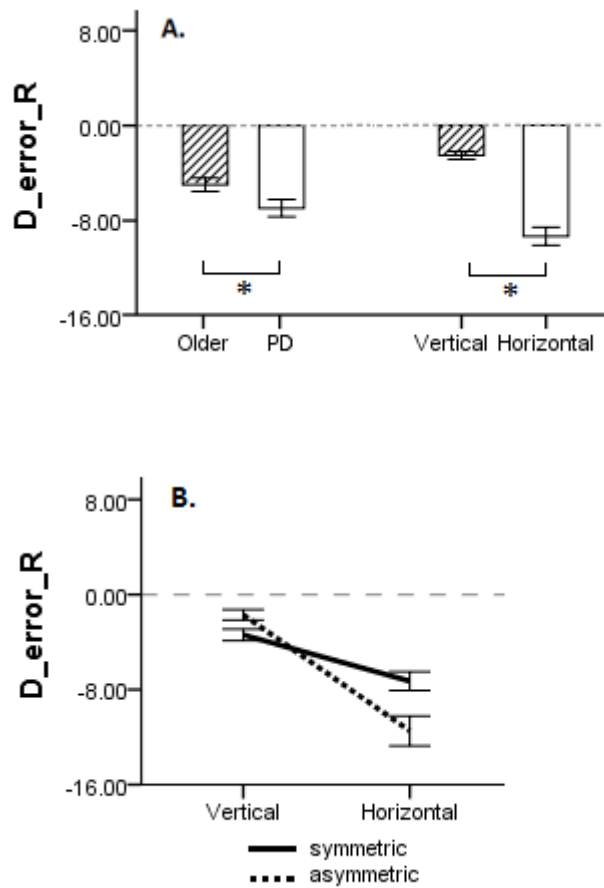 A.
8.00
0.00
-8.00
-16.00
D_error_R
* *
Older PD Vertical Horizontal
B.
8.00
0.00
-8.00
-16.00
D_error_R
Vertical Horizontal
symmetric
asymmetric